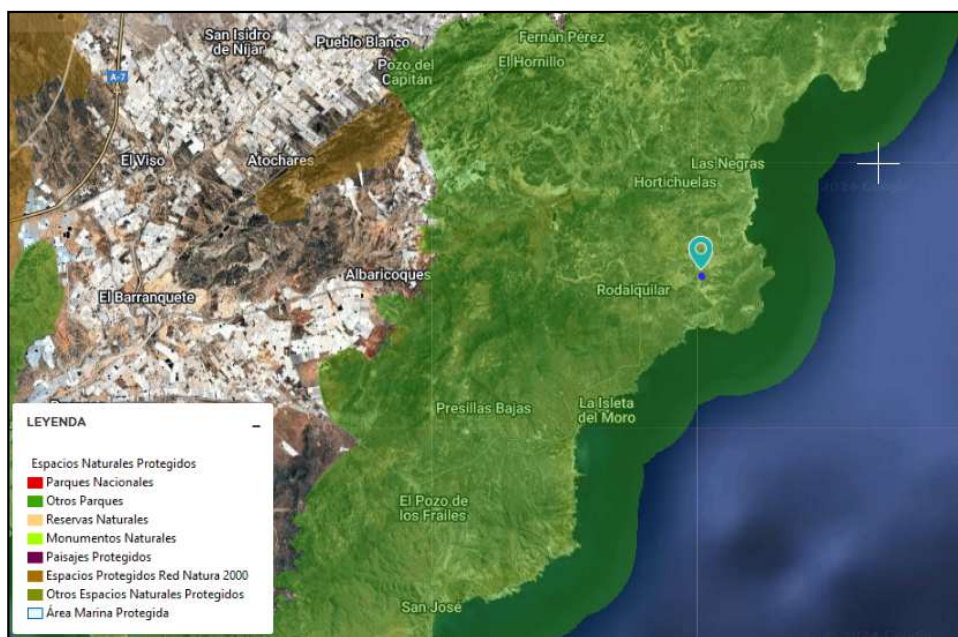 San Isidro
de Níjar
Pueblo Blanco
Fernán Pérez
El Hornillo
Pozo del
Capitán
A-7
El Viso
Atochares
Las Negras
Hortichuelas
Albaricoques
Rodalquilar
El Barranquete
Presillas Bajas
La Isleta
del Moro
El Pozo de
los Frailes
San José
LEYENDA
Espacios Naturales Protegidos
Parques Nacionales
Otros Parques
Reservas Naturales
Monumentos Naturales
Paisajes Protegidos
Espacios Protegidos Red Natura 2000
Otros Espacios Naturales Protegidos
Área Marina Protegida